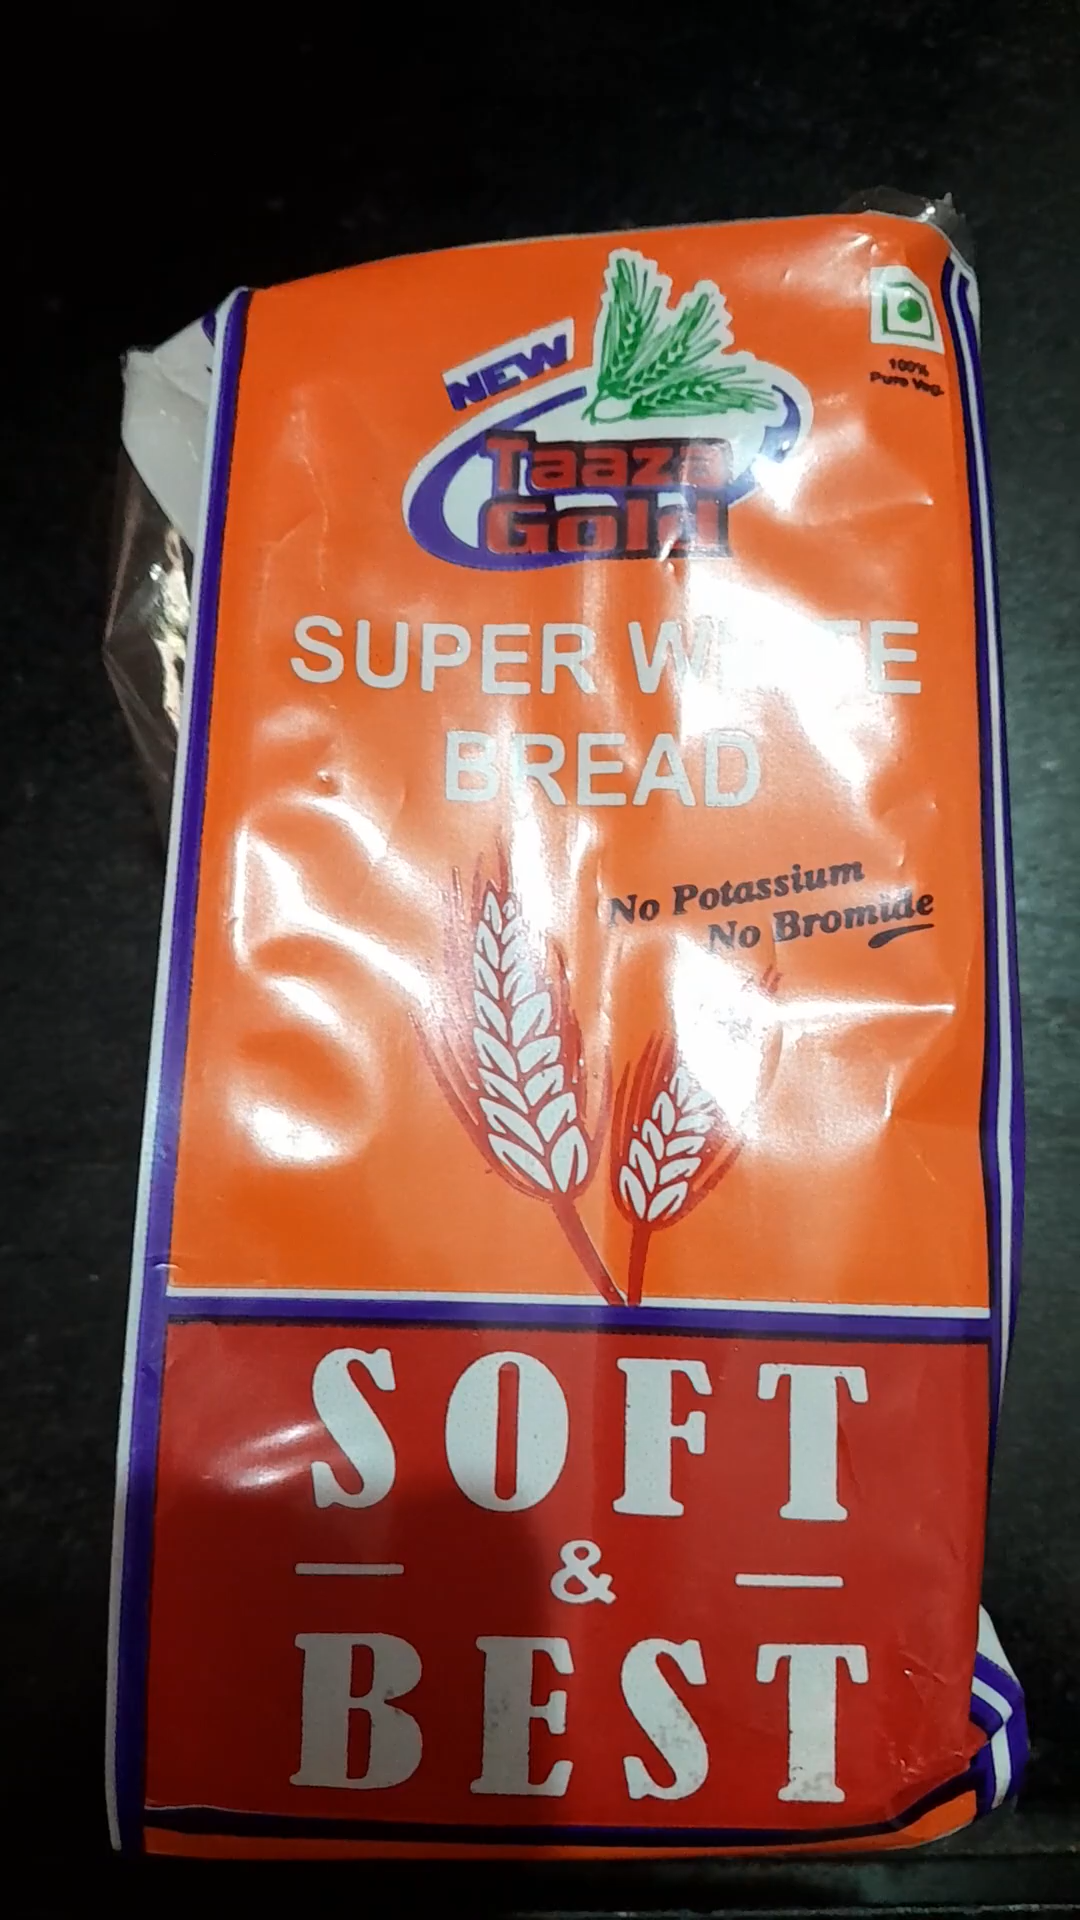 NEW
Taaza
Gold
100%
Pure Veg.
SUPER WHITE
BREAD
No Potassium
No Bromide
SOFT
&
BEST